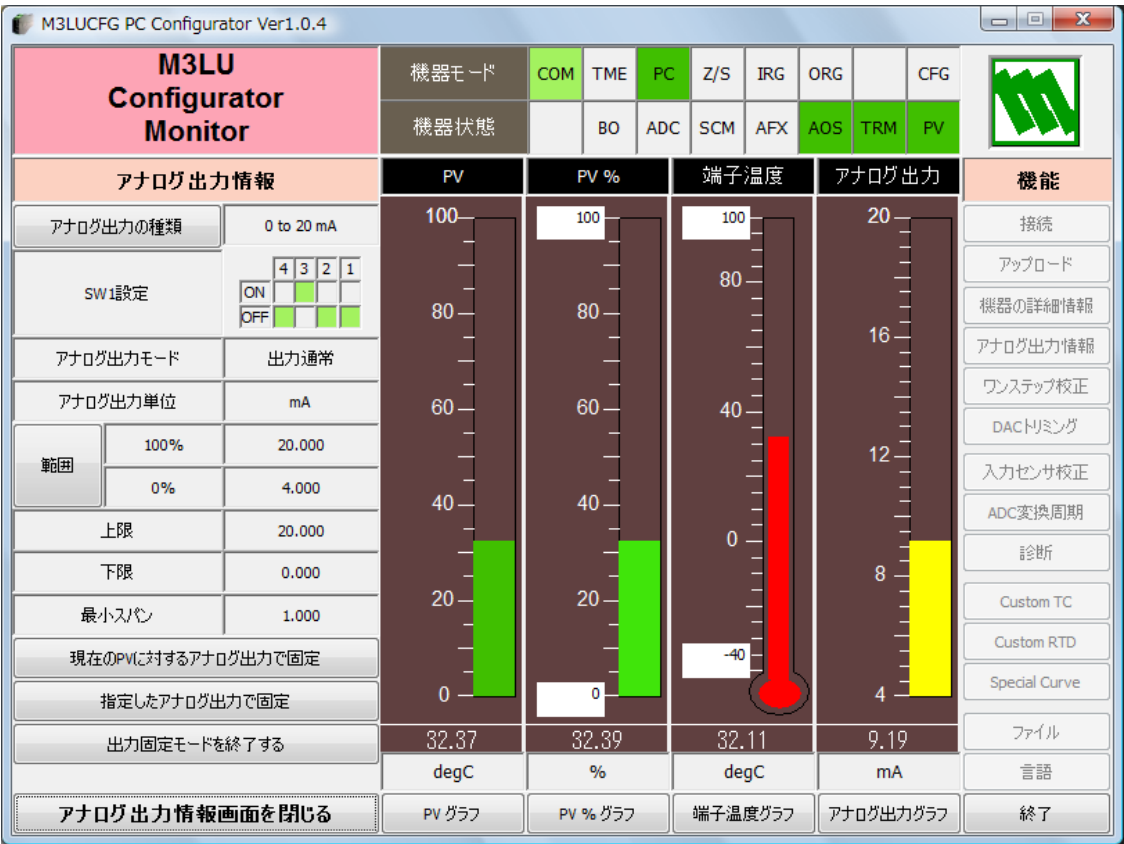 M3LUCFG PC Configurator Ver1.0.4
M3LU
Configurator
Monitor
機器モード
COM TME PC Z/S IRG ORG CFG
機器状態
BO ADC SCM AFX AOS TRM PV
アナログ出力情報
PV
PV %
端子温度
アナログ出力
機能
アナログ出力の種類
0 to 20 mA
SW1設定
4 3 2 1
ON
OFF
アナログ出力モード
出力通常
アナログ出力単位
mA
範囲
100%
20.000
0%
4.000
上限
20.000
下限
0.000
最小スパン
1.000
現在のPVに対するアナログ出力で固定
指定したアナログ出力で固定
出力固定モードを終了する
アナログ出力情報画面を閉じる
100
80
60
40
20
0
32.37
degC
PV グラフ
100
80
60
40
20
0
32.39
%
PV % グラフ
100
80
40
0
-40
32.11
degC
端子温度グラフ
20
16
12
8
4
9.19
mA
アナログ出力グラフ
接続
アップロード
機器の詳細情報
アナログ出力情報
ワンステップ校正
DACトリミング
入力センサ校正
ADC変換周期
診断
Custom TC
Custom RTD
Special Curve
ファイル
言語
終了